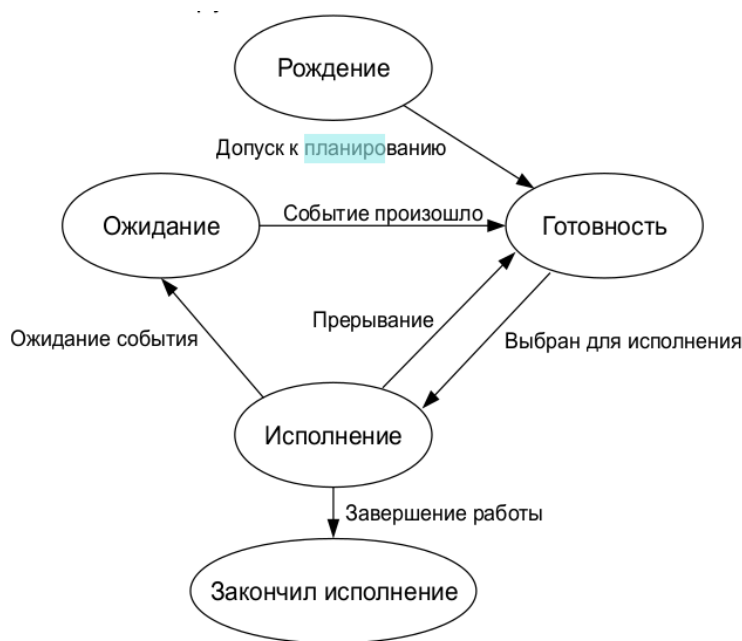 Рождение
Допуск к планированию
Ожидание
Событие произошло
Готовность
Ожидание события
Прерывание
Выбран для исполнения
Исполнение
Завершение работы
Закончил исполнение